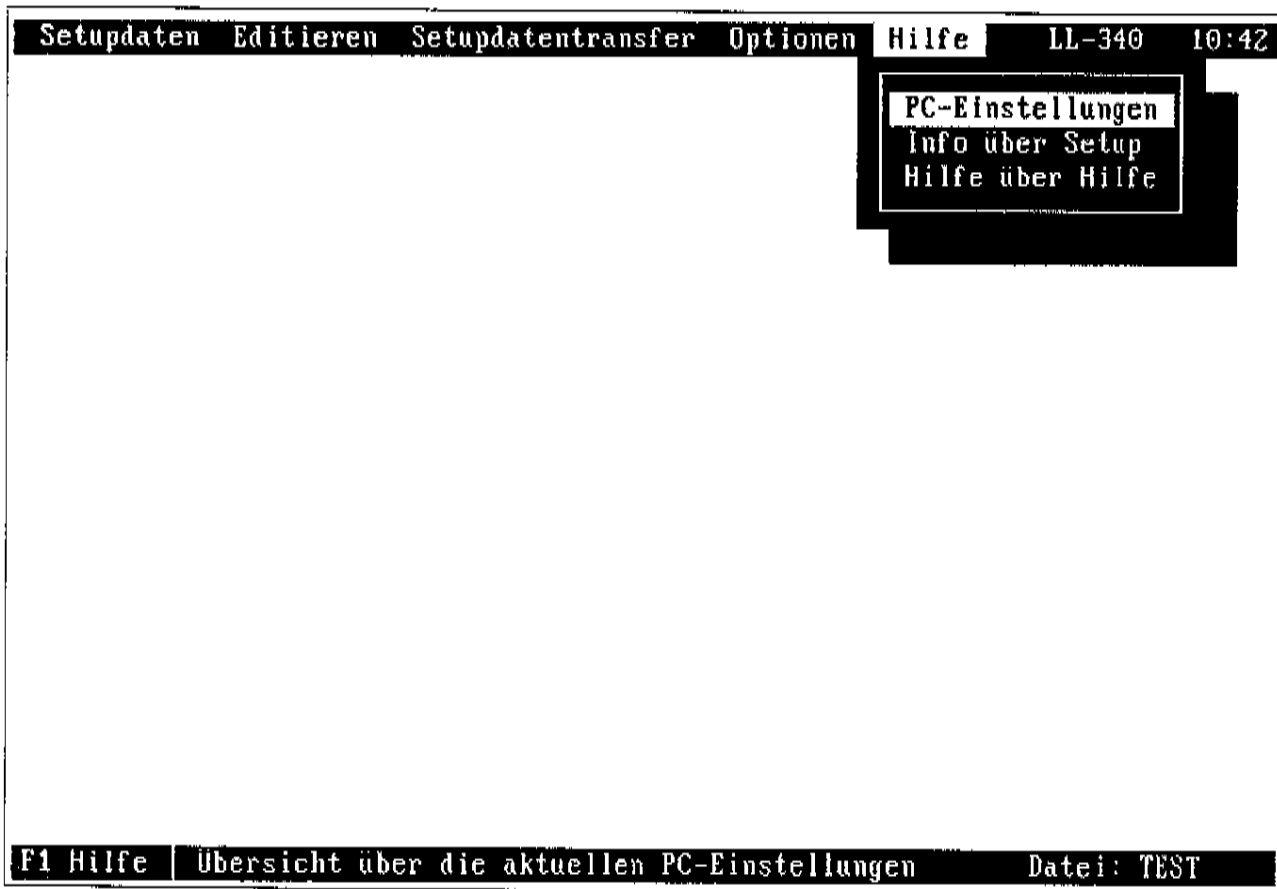 Setupdaten Editieren Setupdatentransfer Optionen Hilfe LL-340 10:42
PC-Einstellungen
Info über Setup
Hilfe über Hilfe
F1 Hilfe | Übersicht über die aktuellen PC-Einstellungen Datei: TEST